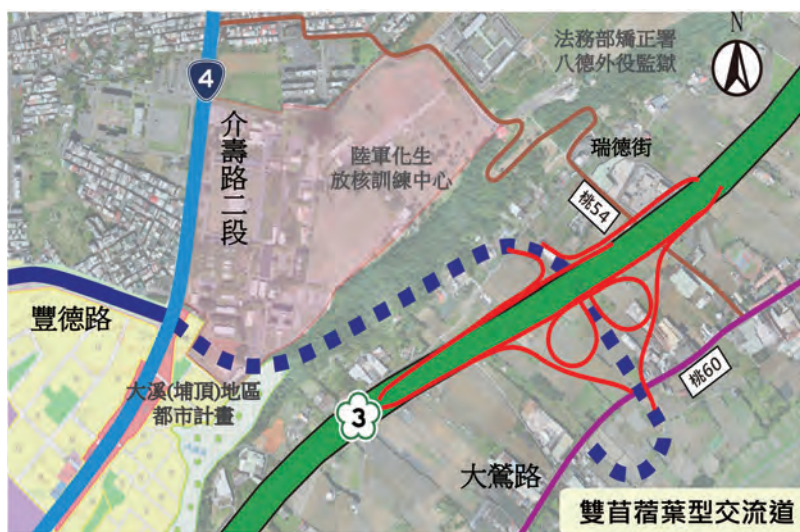 N
法務部矯正署
八德外役監獄
4
介壽路二段
陸軍化生
放核訓練中心
瑞德街
桃54
豐德路
大溪(埔頂)地區
都市計畫
3
桃60
大鶯路
雙苜蓿葉型交流道